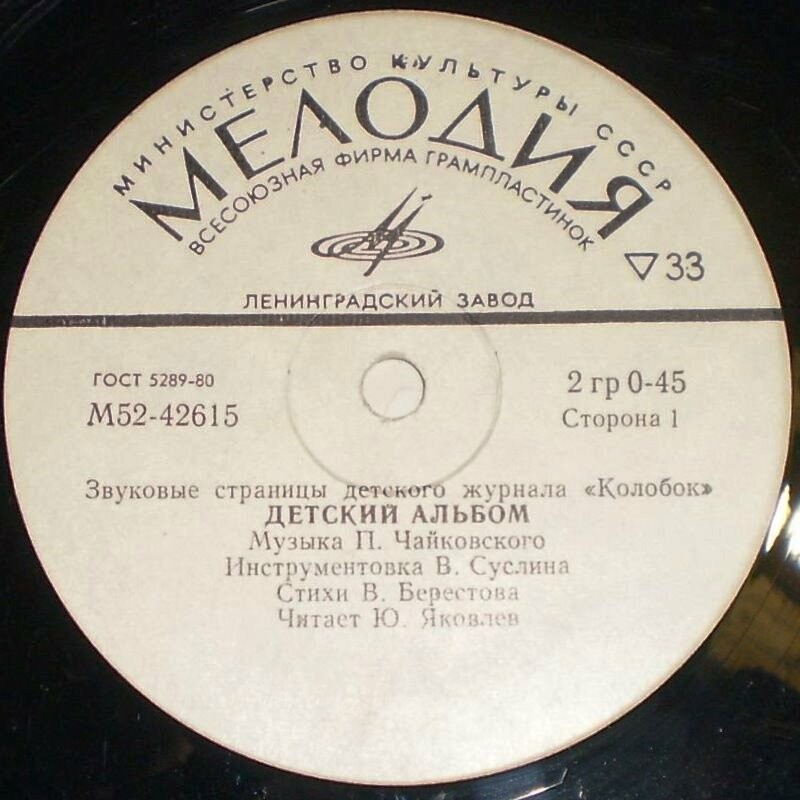 МИНИСТЕРСТВО КУЛЬТУРЫ СССР
МЕЛОДИЯ
ВСЕСОЮЗНАЯ ФИРМА ГРАМПЛАСТИНОК
▽ 33
ЛЕНИНГРАДСКИЙ ЗАВОД
ГОСТ 5289-80
2 гр 0-45
М52-42615
Сторона 1
Звуковые страницы детского журнала «Колобок»
ДЕТСКИЙ АЛЬБОМ
Музыка П. Чайковского
Инструментовка В. Суслина
Стихи В. Берестова
Читает Ю. Яковлев